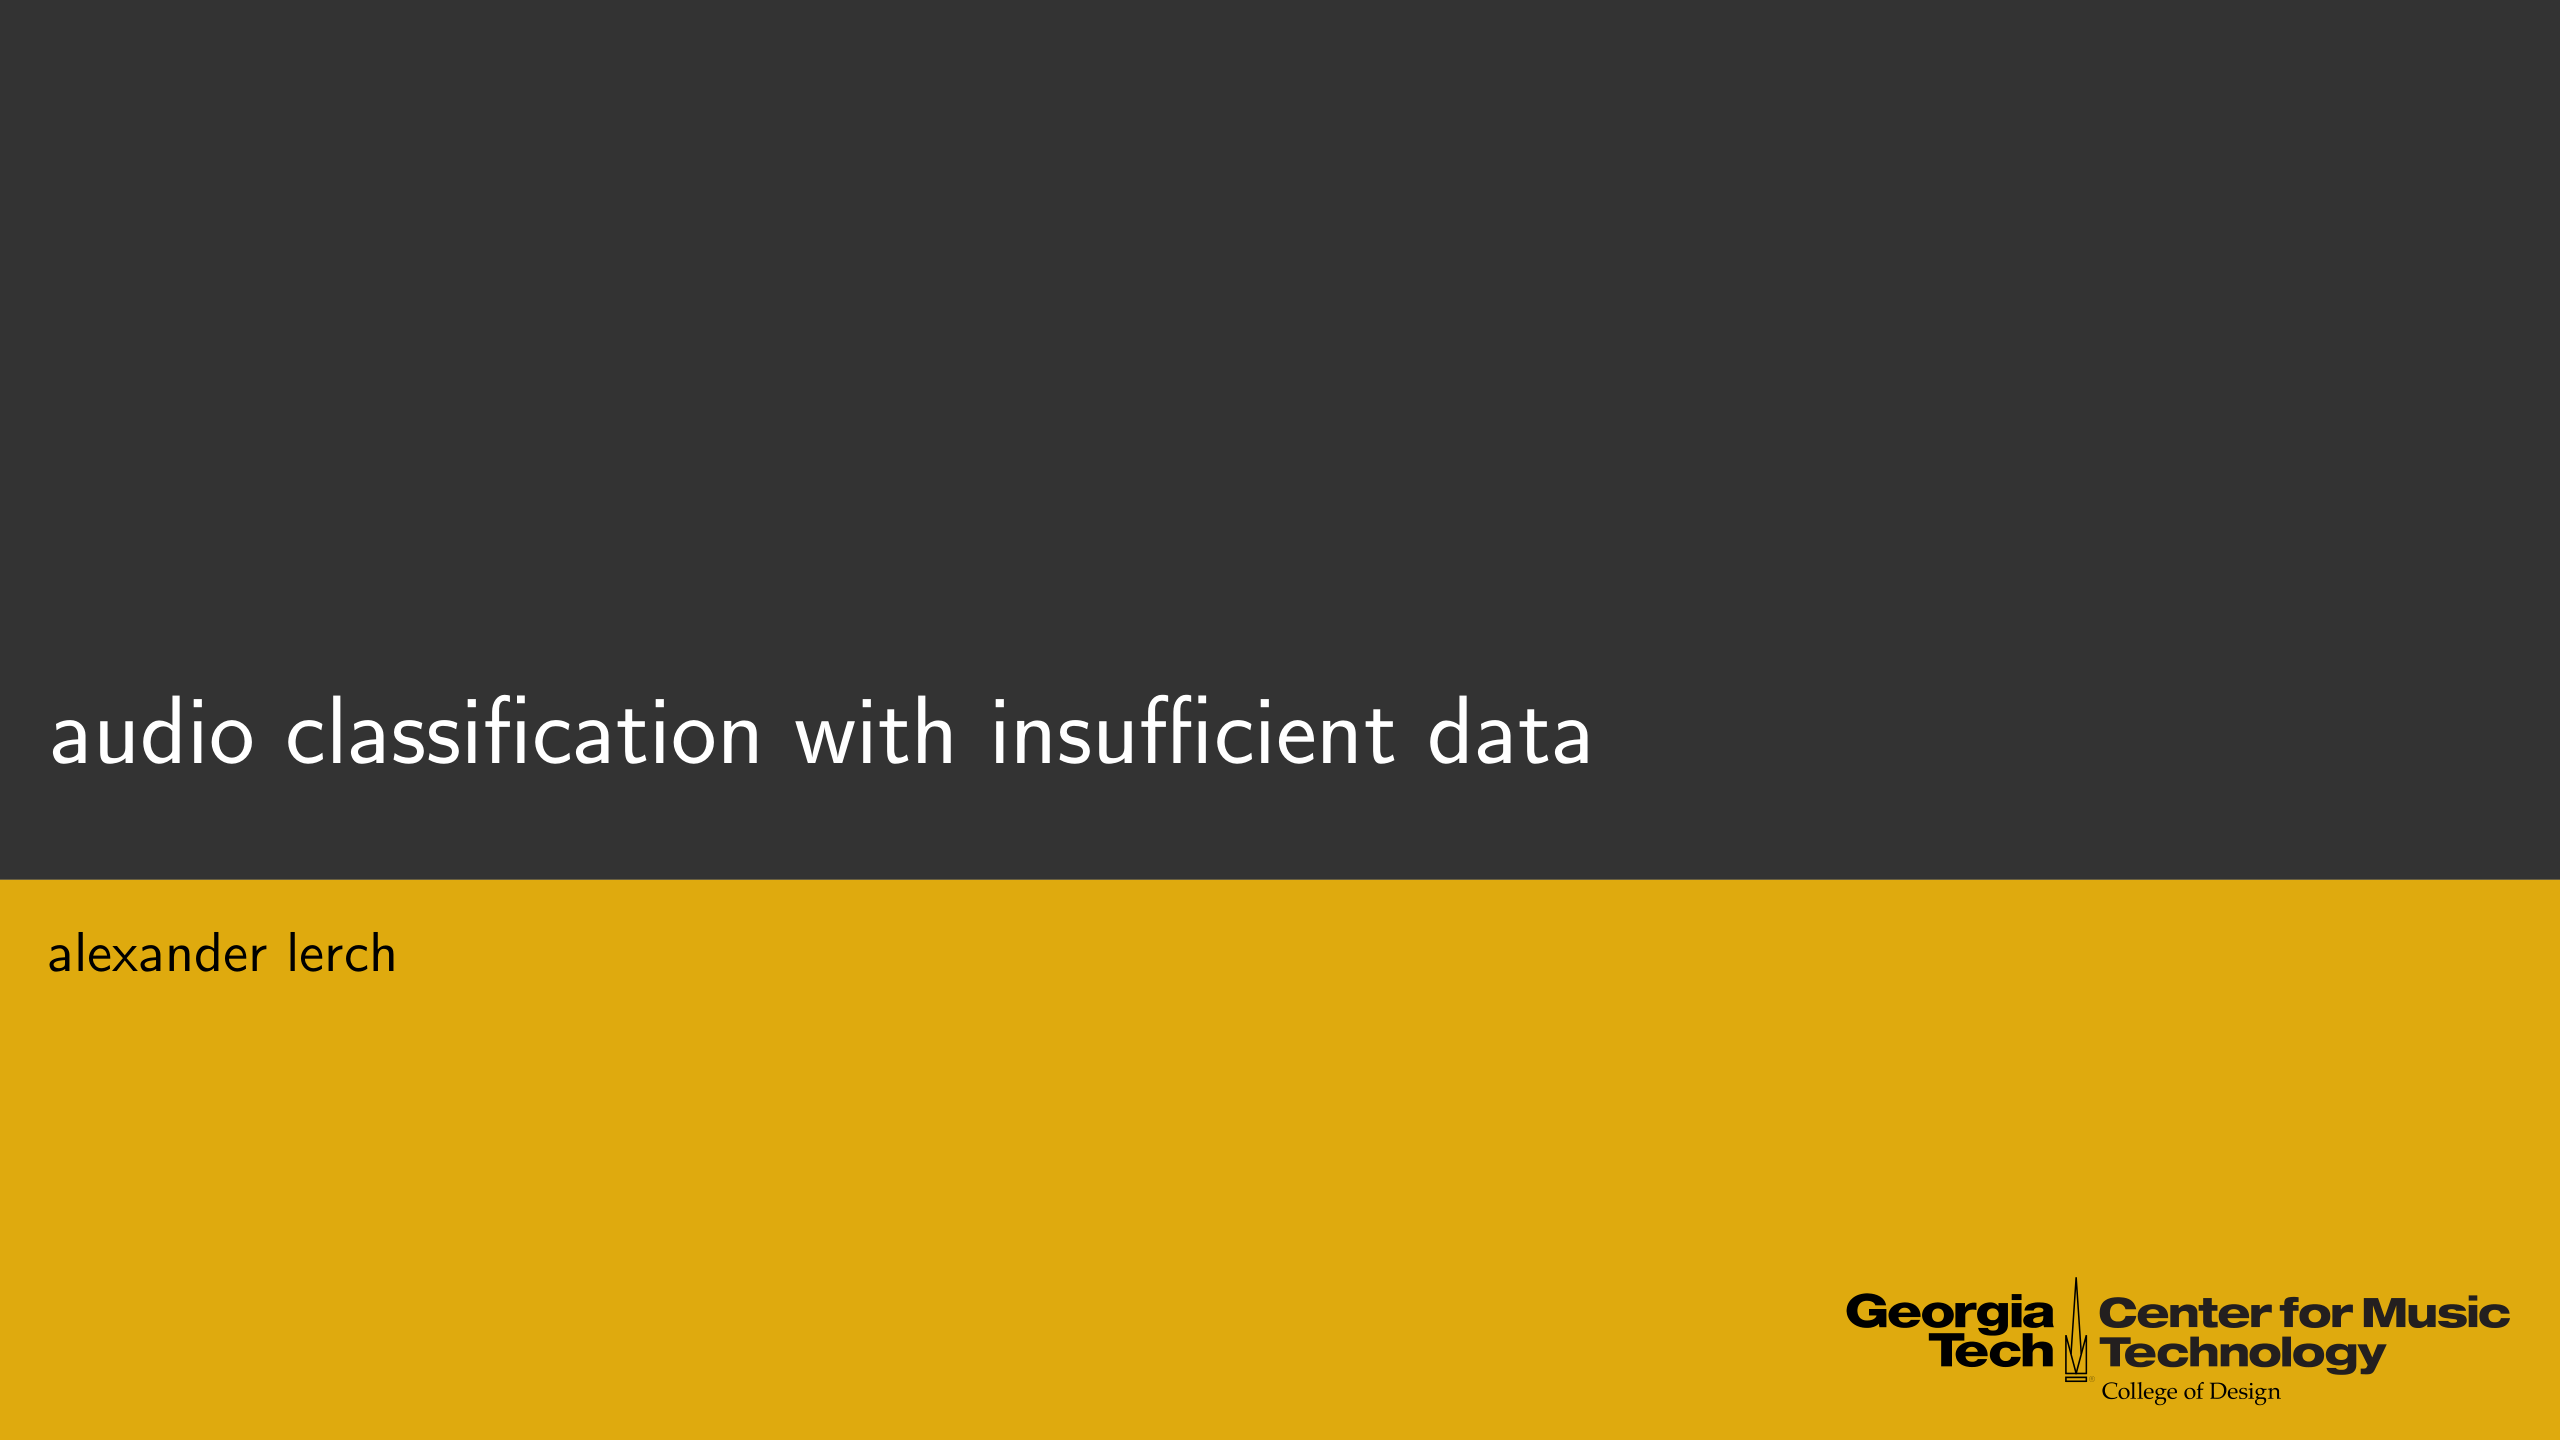 audio classification with insufficient data
alexander lerch
Georgia Tech
Center for Music
Technology
College of Design